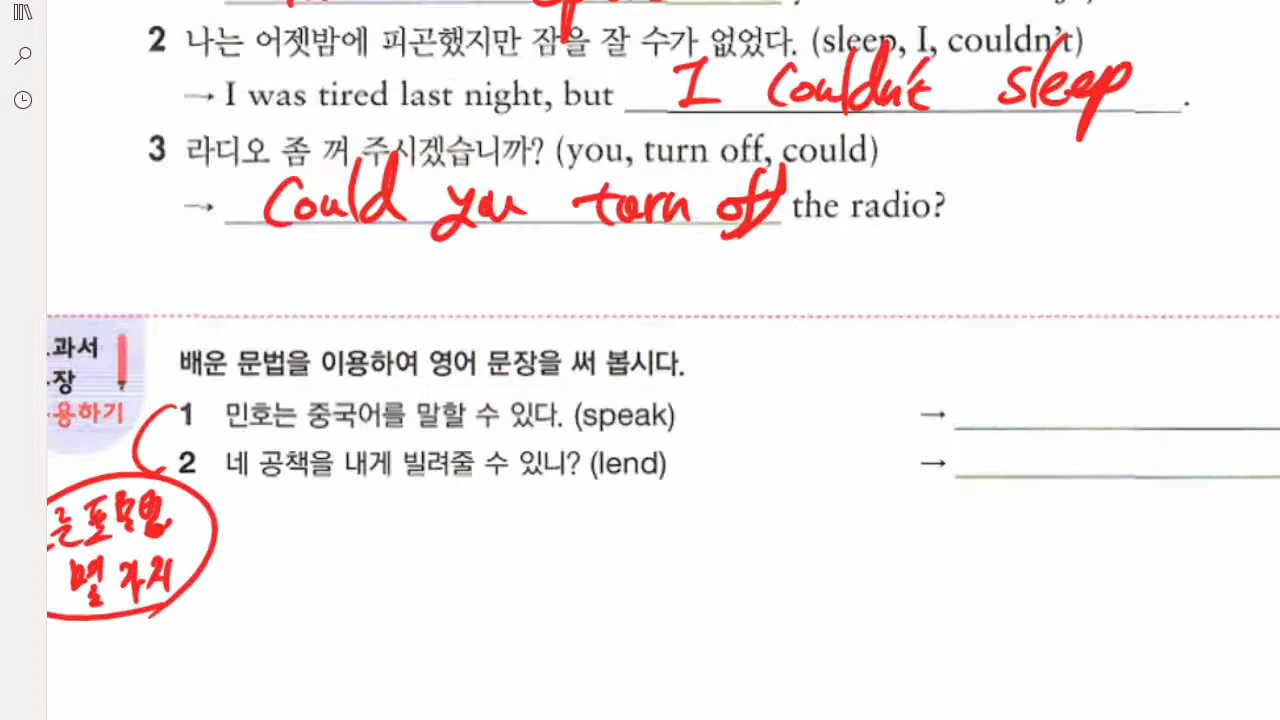 2 나는 어젯밤에 피곤했지만 잠을 잘 수가 없었다. (sleep, I, couldn't)
→ I was tired last night, but I couldn't sleep.
3 라디오 좀 꺼 주시겠습니까? (you, turn off, could)
→ Could you turn off the radio?
과서
장
용하기
배운 문법을 이용하여 영어 문장을 써 봅시다.
1 민호는 중국어를 말할 수 있다. (speak) →
2 네 공책을 내게 빌려줄 수 있니? (lend) →